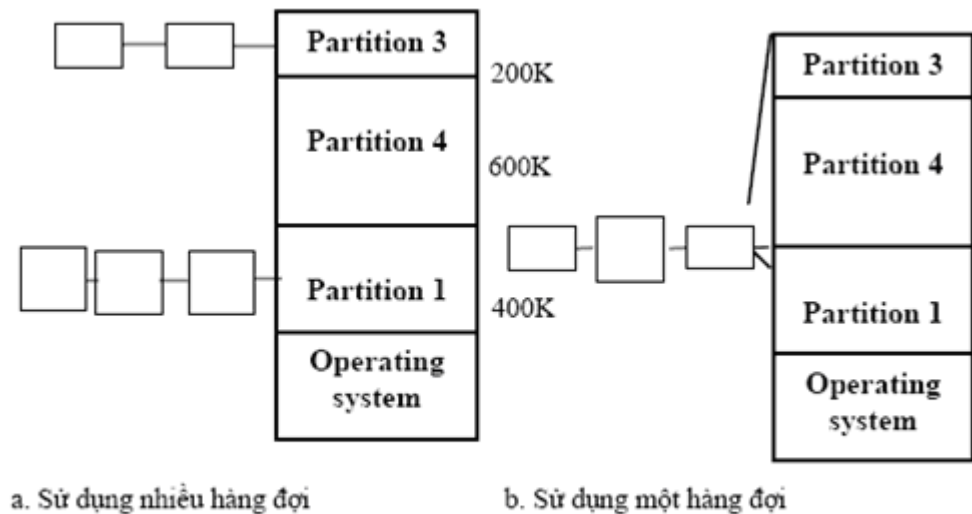 Partition 3
200K
Partition 4
600K
Partition 1
400K
Operating
system
a. Sử dụng nhiều hàng đợi
Partition 3
Partition 4
Partition 1
Operating
system
b. Sử dụng một hàng đợi